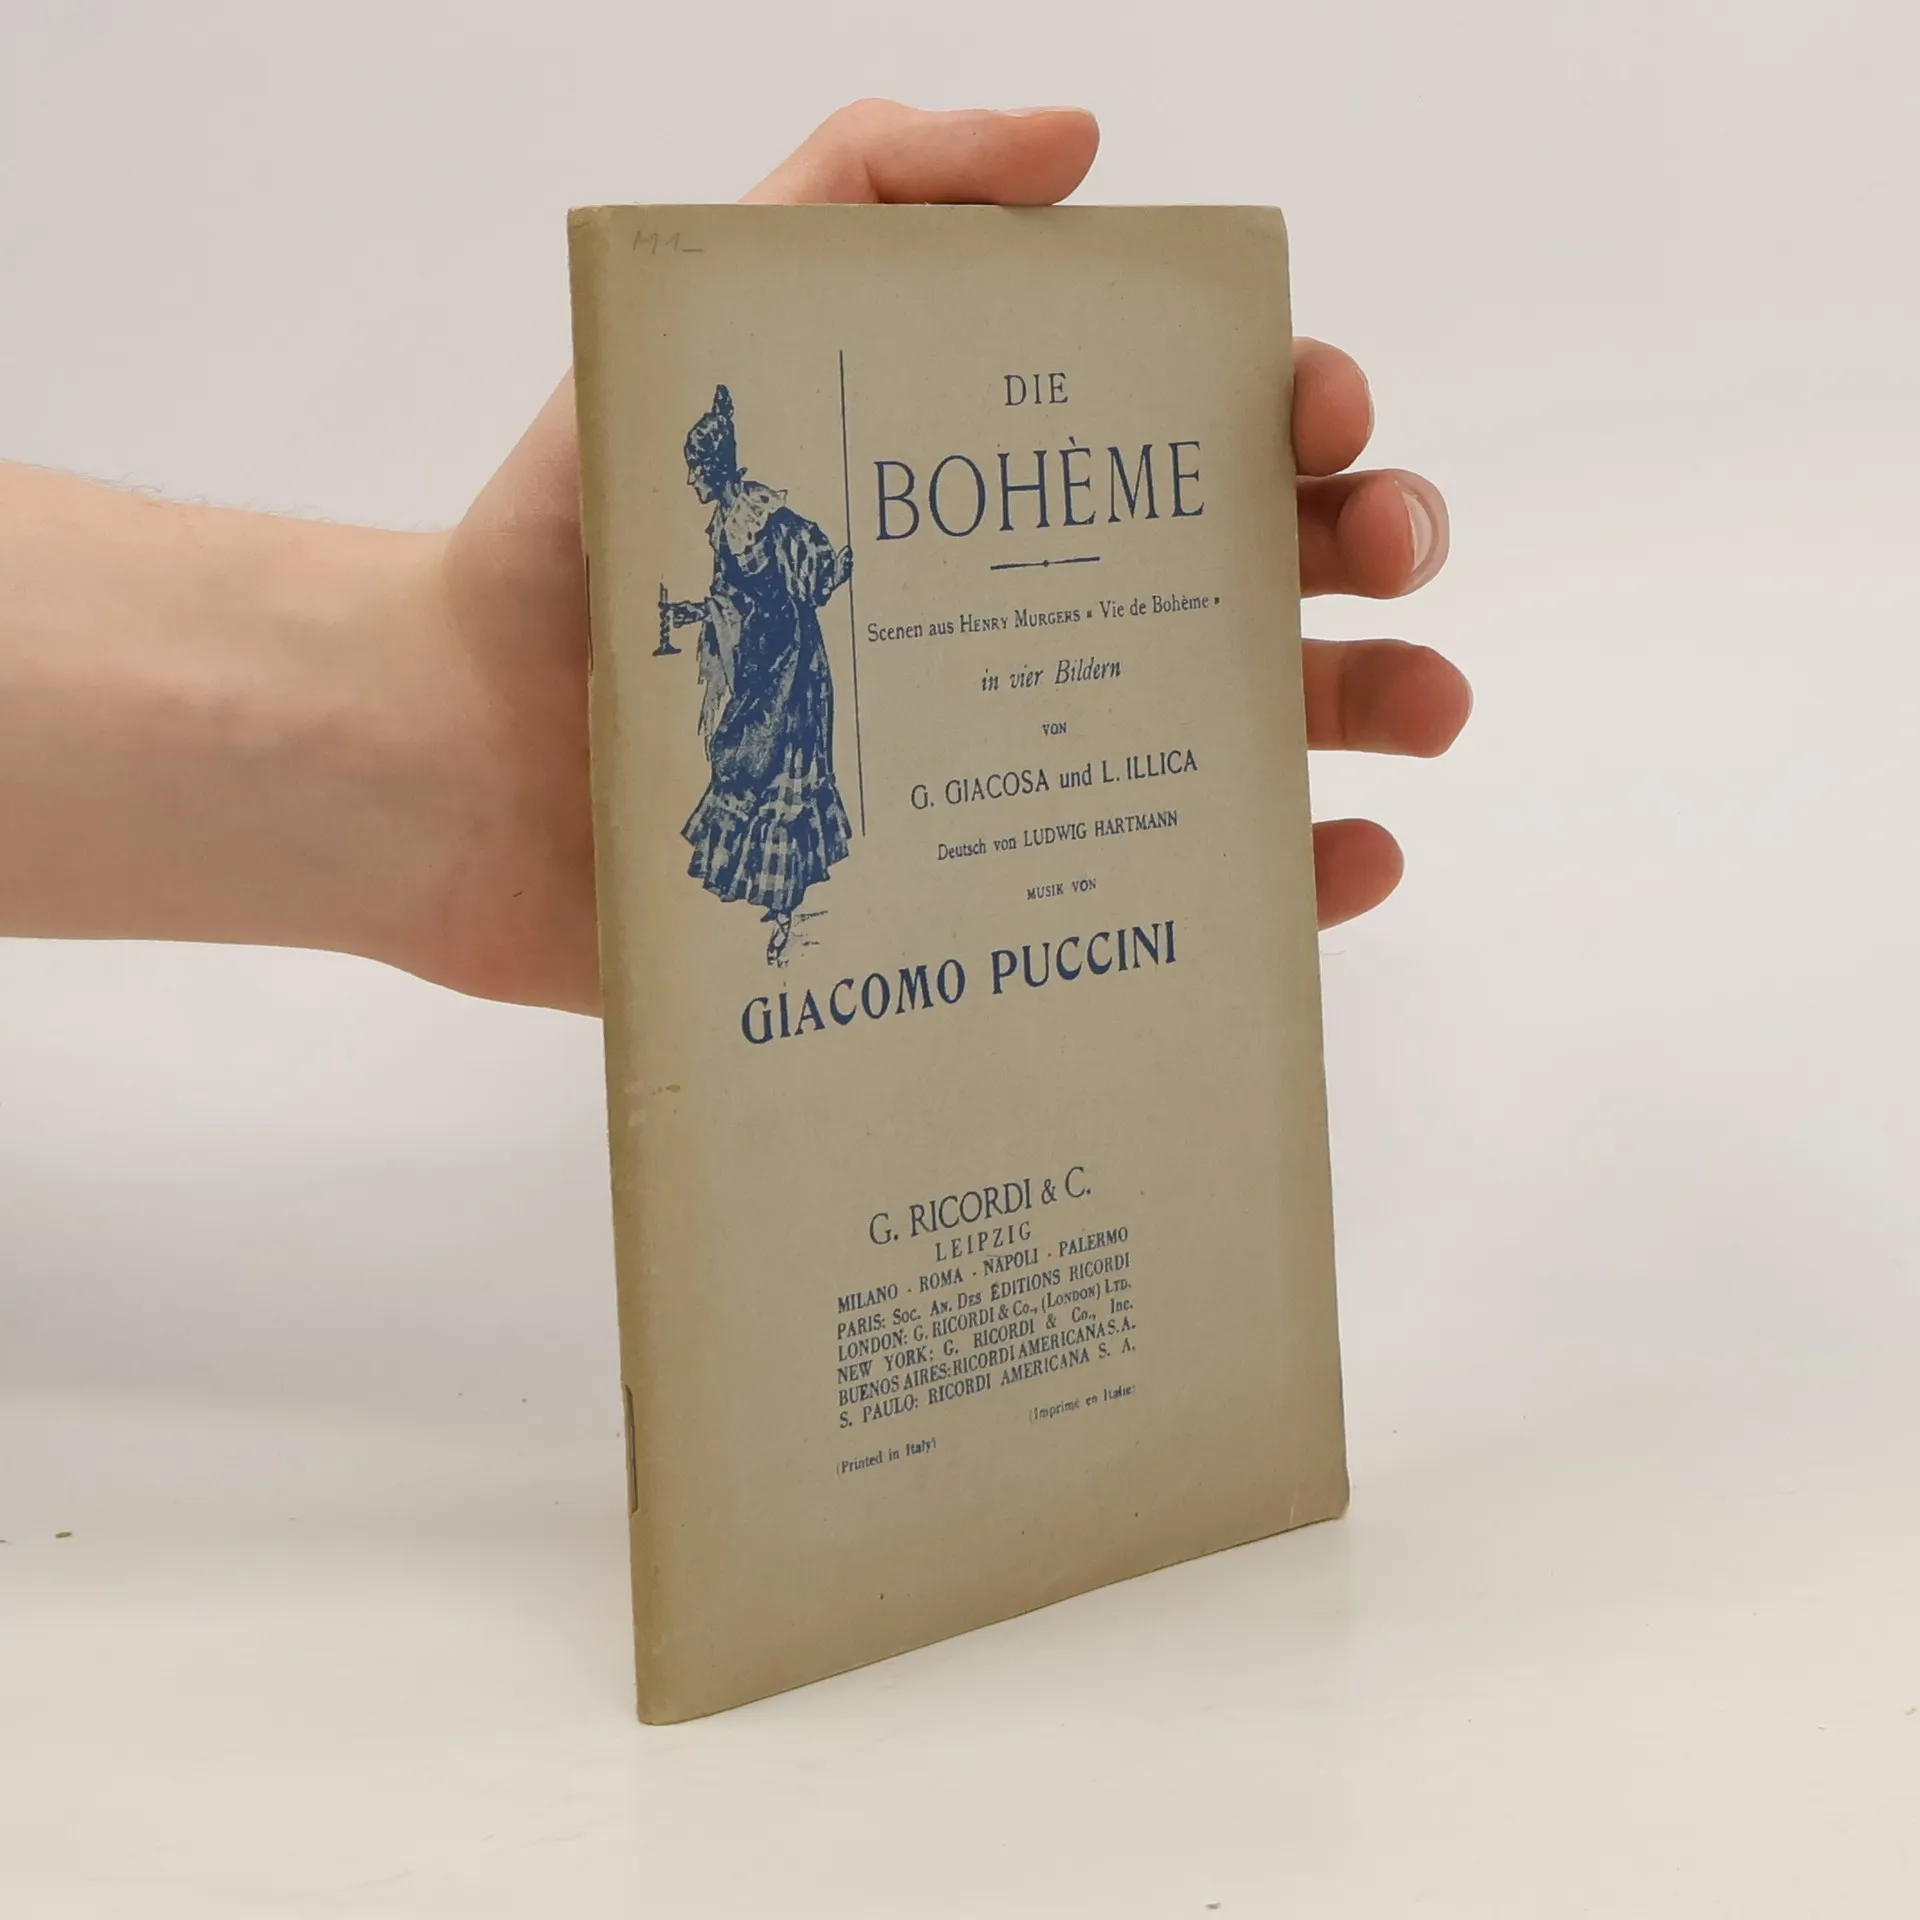 DIE
BOHÈME
Scenen aus HENRY MURGERS « Vie de Bohème »
in vier Bildern
VON
G. GIACOSA und L. ILLICA
Deutsch von LUDWIG HARTMANN
MUSIK VON
GIACOMO PUCCINI
G. RICORDI & C.
LEIPZIG
MILANO - ROMA - NAPOLI - PALERMO
PARIS: SOC. AN. DES ÉDITIONS RICORDI
LONDON: G. RICORDI & Co., (LONDON) LTD.
NEW YORK: G. RICORDI & Co., Inc.
BUENOS AIRES: RICORDI AMERICANA S. A.
S. PAULO: RICORDI AMERICANA S. A.
(Imprimé en Italie)
(Printed in Italy)